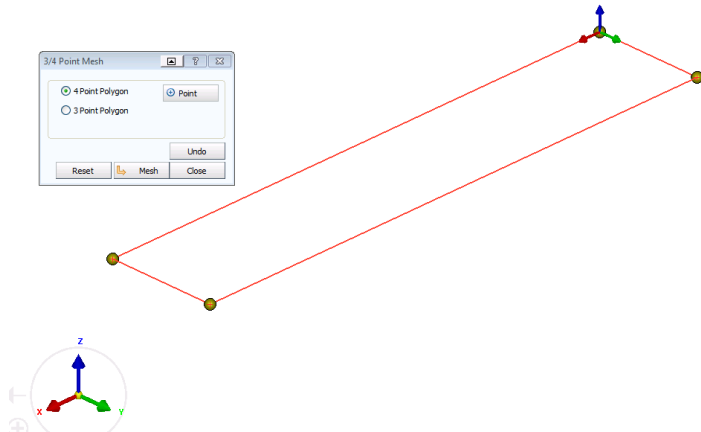 3/4 Point Mesh
4 Point Polygon
Point
3 Point Polygon
Undo
Reset
Mesh
Close
Z
X
Y